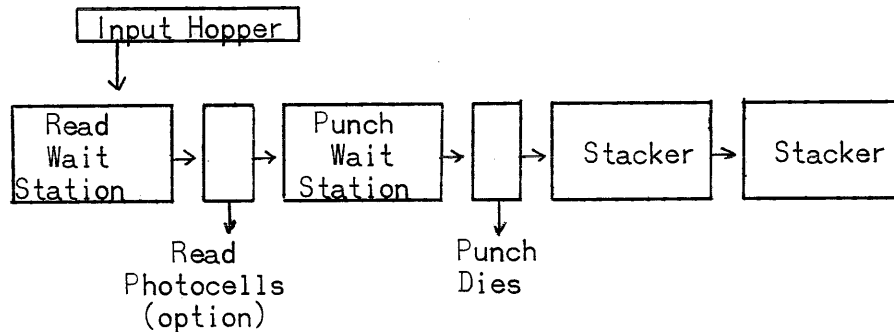 Input Hopper
Read
Wait
Station
Punch
Wait
Station
Stacker
Stacker
Read
Photocells
(option)
Punch
Dies